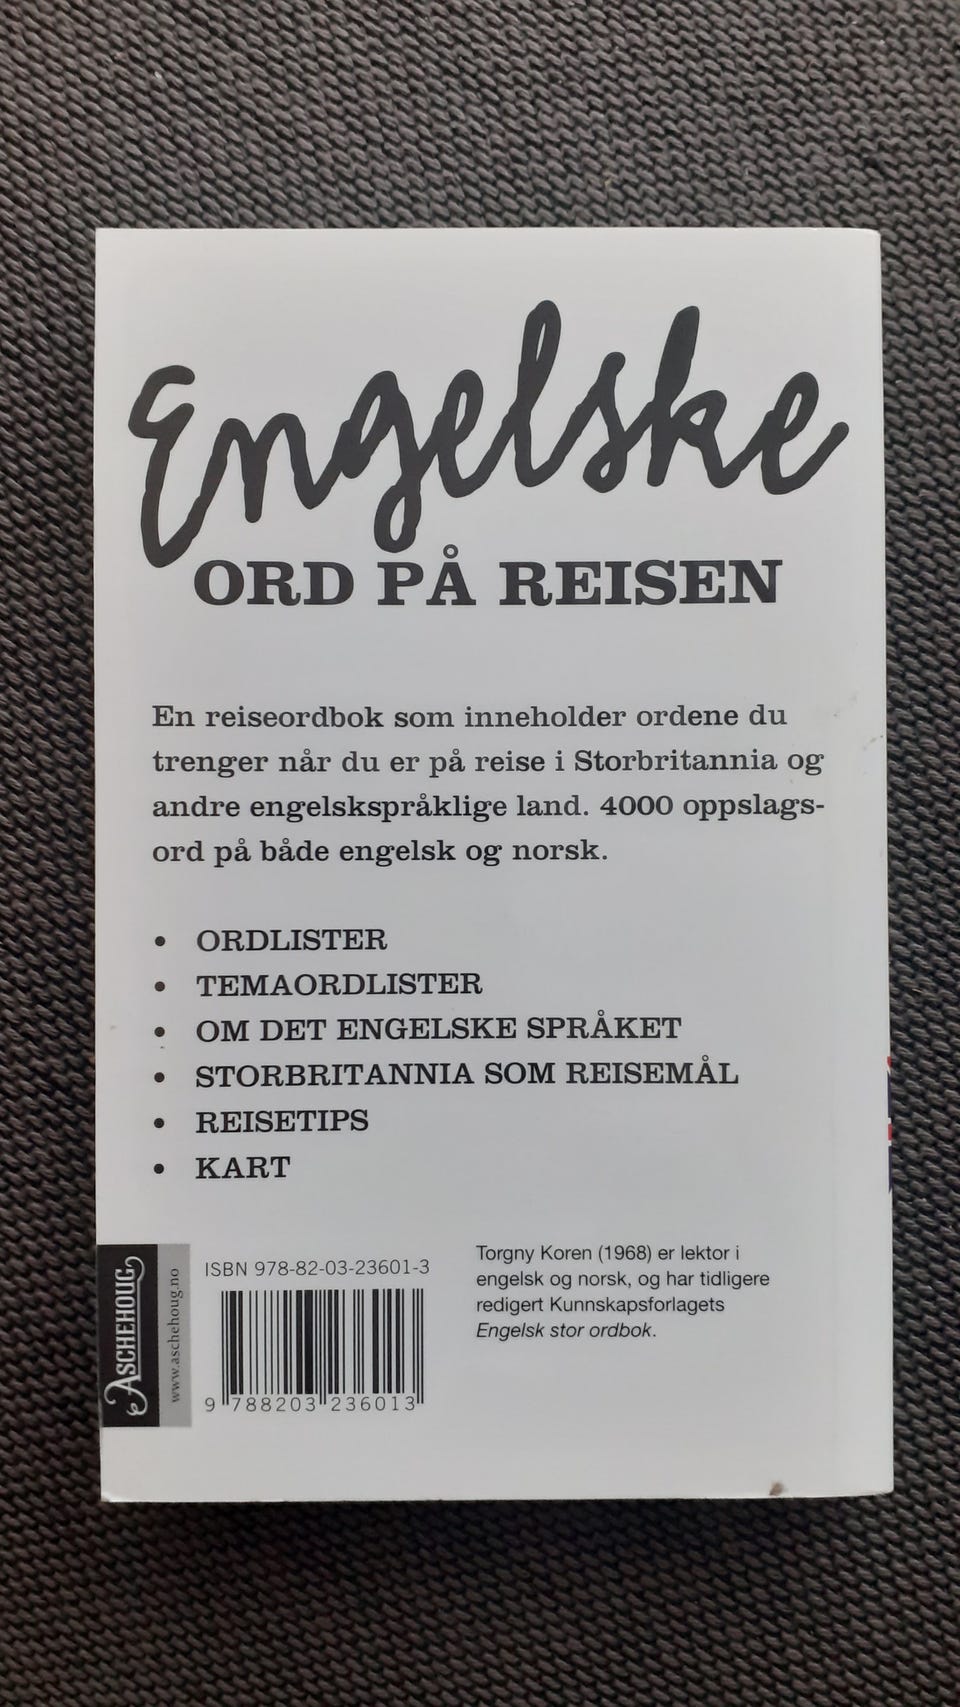 Engelske
ORD PÅ REISEN
En reiseordbok som inneholder ordene du
trenger når du er på reise i Storbritannia og
andre engelskspråklige land. 4000 oppslags-
ord på både engelsk og norsk.
• ORDLISTER
• TEMAORDLISTER
• OM DET ENGELSKE SPRÅKET
• STORBRITANNIA SOM REISEMÅL
• REISETIPS
• KART
ASCHEHOUG
www.aschehoug.no
ISBN 978-82-03-23601-3
9 788203 236013
Torgny Koren (1968) er lektor i
engelsk og norsk, og har tidligere
redigert Kunnskapsforlagets
Engelsk stor ordbok.